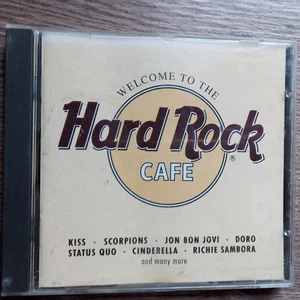 WELCOME TO THE
Hard Rock
®
CAFE
KISS · SCORPIONS · JON BON JOVI · DORO
STATUS QUO · CINDERELLA · RICHIE SAMBORA
and many more